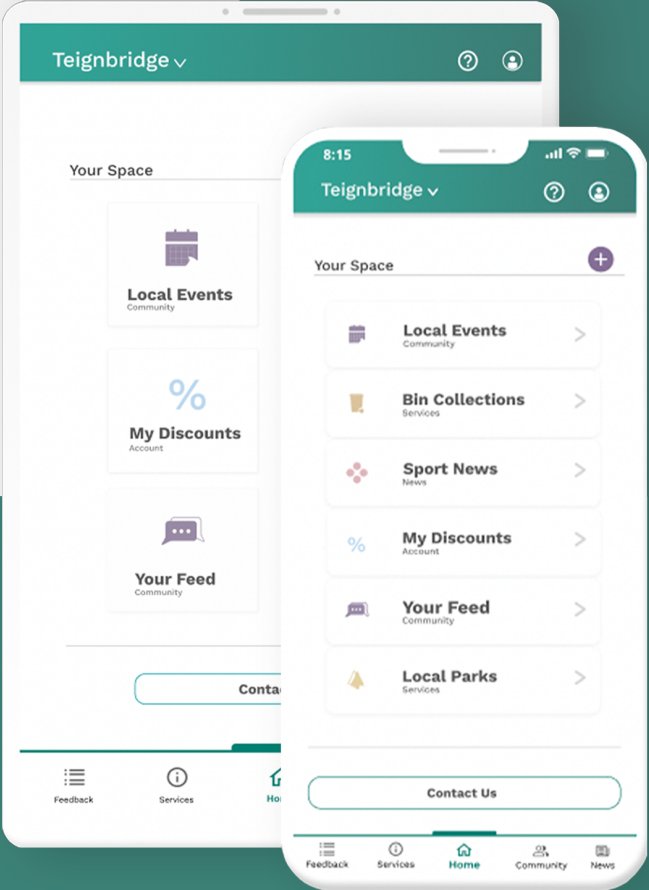 Teignbridge
Your Space
Local Events
Community
%
My Discounts
Account
Your Feed
Community
Feedback
Services
8:15
Teignbridge
Your Space
Local Events
Community
Bin Collections
Services
Sport News
News
%
My Discounts
Account
Your Feed
Community
Local Parks
Services
Contact Us
Feedback
Services
Home
Community
News